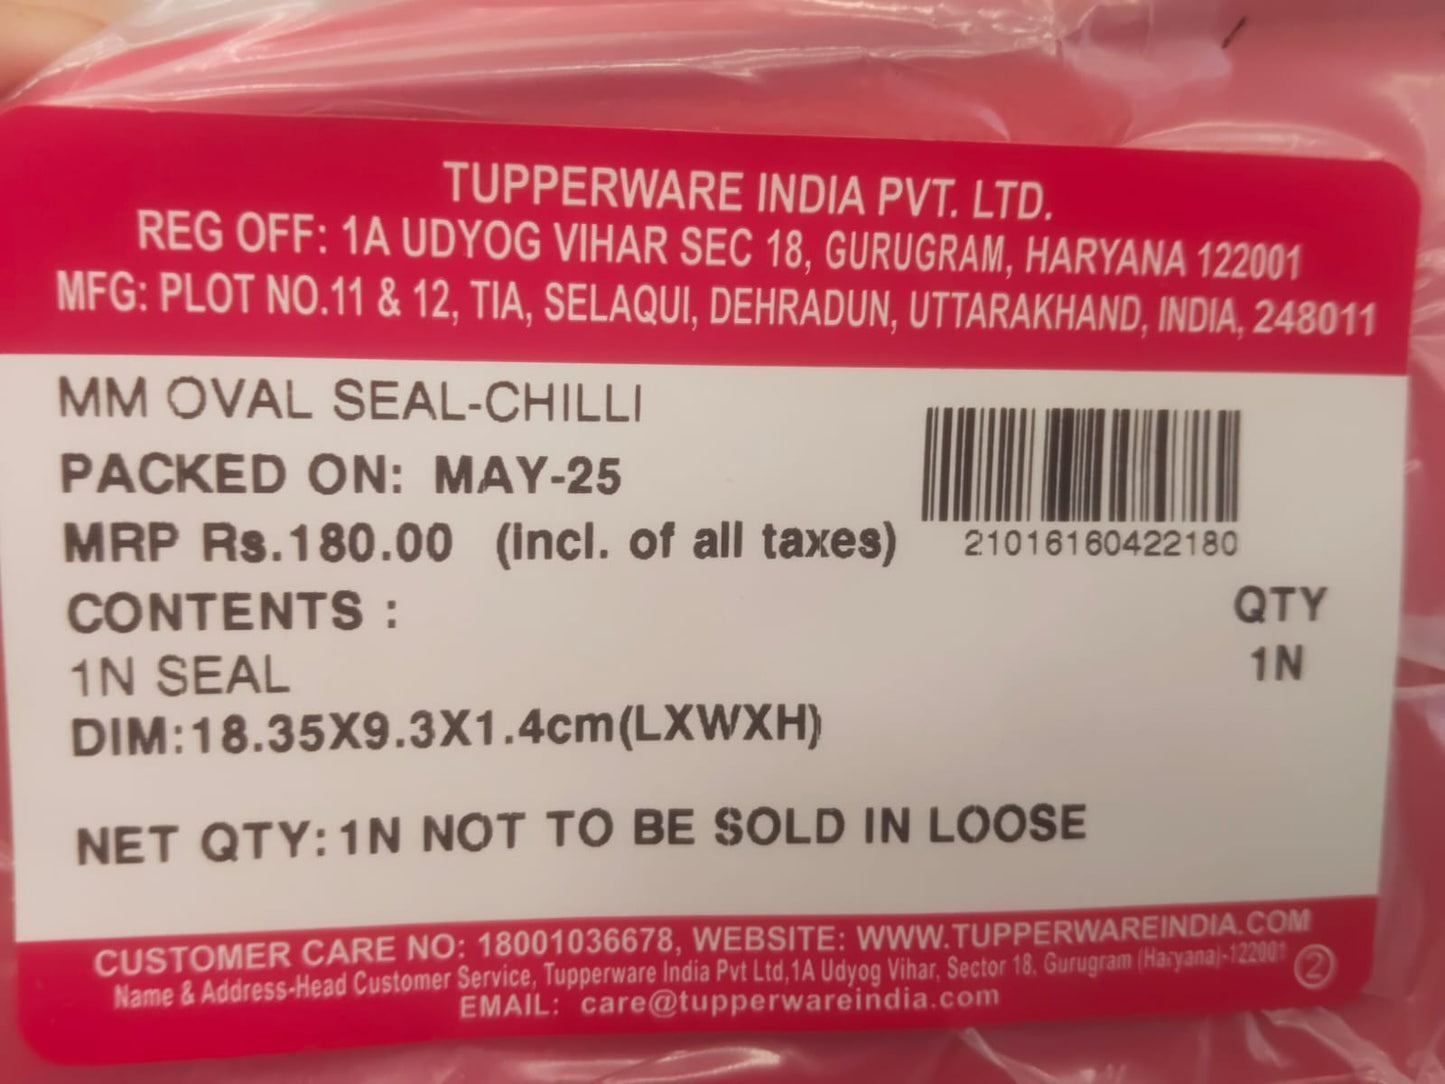 TUPPERWARE INDIA PVT. LTD.
REG OFF: 1A UDYOG VIHAR SEC 18, GURUGRAM, HARYANA 122001
MFG: PLOT NO.11 & 12, TIA, SELAQUI, DEHRADUN, UTTARAKHAND, INDIA, 248011
MM OVAL SEAL-CHILLI
PACKED ON: MAY-25
MRP Rs.180.00 (incl. of all taxes)
21016160422180
CONTENTS : QTY
1N SEAL 1N
DIM:18.35X9.3X1.4cm(LXWXH)
NET QTY:1N NOT TO BE SOLD IN LOOSE
CUSTOMER CARE NO: 18001036678, WEBSITE: WWW.TUPPERWAREINDIA.COM
Name & Address-Head Customer Service, Tupperware India Pvt Ltd,1A Udyog Vihar, Sector 18, Gurugram (Haryana)-122001
EMAIL: care@tupperwareindia.com
2